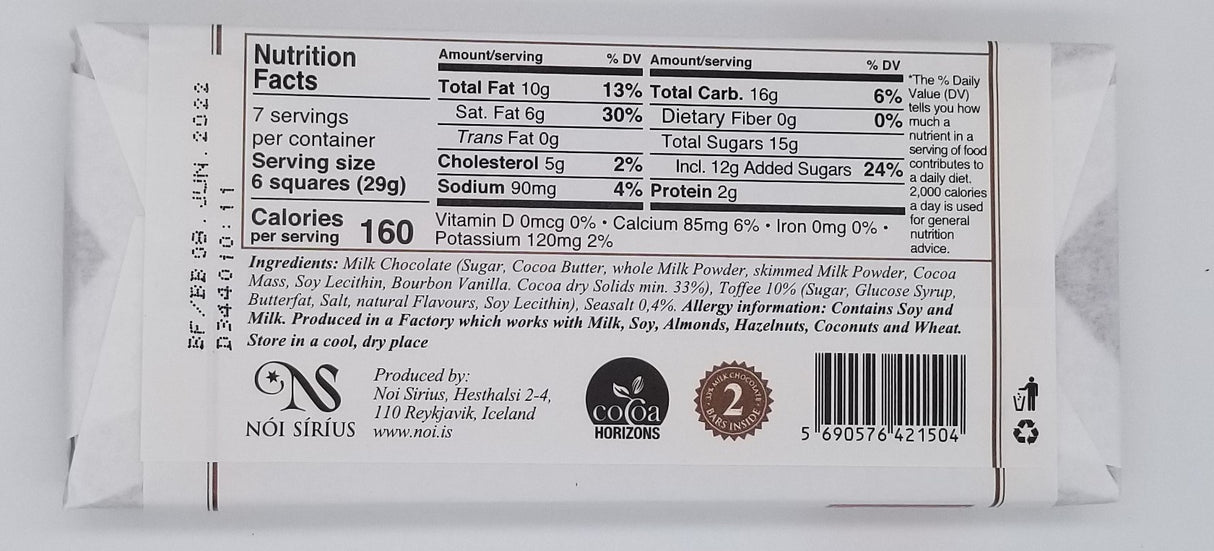 Nutrition
Facts
7 servings
per container
Serving size
6 squares (29g)
Calories
per serving 160
Amount/serving % DV
Total Fat 10g 13%
Sat. Fat 6g 30%
Trans Fat 0g
Cholesterol 5g 2%
Sodium 90mg 4%
Amount/serving % DV
Total Carb. 16g 6%
Dietary Fiber 0g 0%
Total Sugars 15g
Incl. 12g Added Sugars 24%
Protein 2g
Vitamin D 0mcg 0% • Calcium 85mg 6% • Iron 0mg 0% •
Potassium 120mg 2%
*The % Daily
Value (DV)
tells you how
much a
nutrient in a
serving of food
contributes to
a daily diet.
2,000 calories
a day is used
for general
nutrition
advice.
Ingredients: Milk Chocolate (Sugar, Cocoa Butter, whole Milk Powder, skimmed Milk Powder, Cocoa
Mass, Soy Lecithin, Bourbon Vanilla. Cocoa dry Solids min. 33%), Toffee 10% (Sugar, Glucose Syrup,
Butterfat, Salt, natural Flavours, Soy Lecithin), Seasalt 0,4%. Allergy information: Contains Soy and
Milk. Produced in a Factory which works with Milk, Soy, Almonds, Hazelnuts, Coconuts and Wheat.
Store in a cool, dry place
NS
NÓI SÍRÍUS
Produced by:
Noi Sirius, Hesthalsi 2-4,
110 Reykjavik, Iceland
www.noi.is
cocoa
HORIZONS
33% MILK CHOCOLATE
2
BARS INSIDE
5 690576 421504
BF/BB 08. JUN. 2022
D3440i0:11